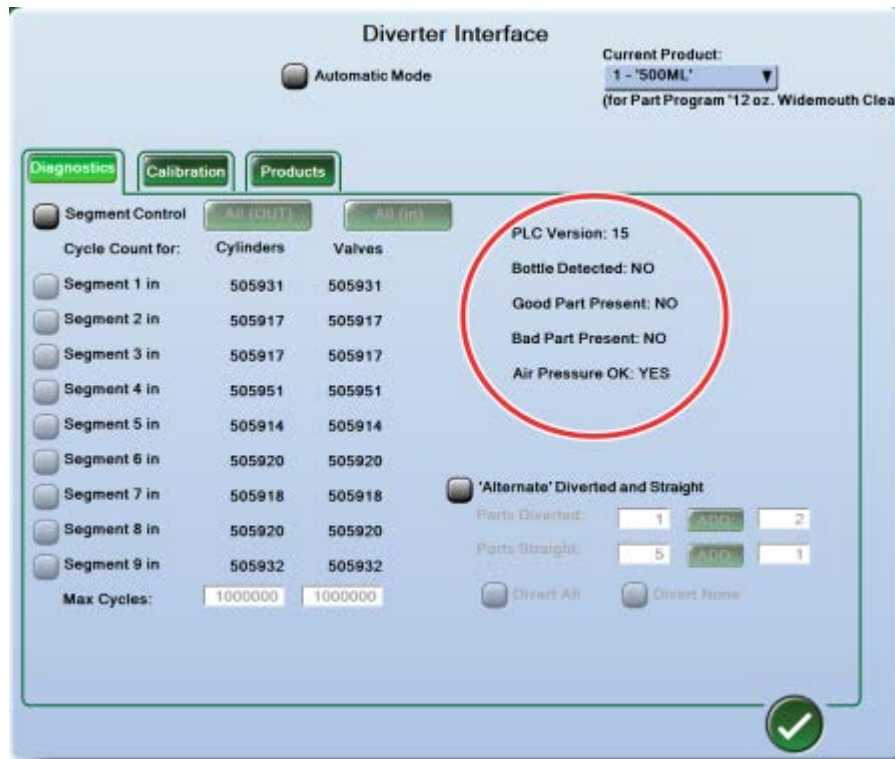 Diverter Interface
Automatic Mode
Current Product:
1 - '500ML'
(for Part Program '12 oz. Widemouth Clea
Diagnostics
Calibration
Products
Segment Control
All (OUT)
All (in)
Cycle Count for:
Cylinders
Valves
Segment 1 in 505931 505931
Segment 2 in 505917 505917
Segment 3 in 505917 505917
Segment 4 in 505951 505951
Segment 5 in 505914 505914
Segment 6 in 505920 505920
Segment 7 in 505918 505918
Segment 8 in 505920 505920
Segment 9 in 505932 505932
Max Cycles: 1000000 1000000
PLC Version: 15
Bottle Detected: NO
Good Part Present: NO
Bad Part Present: NO
Air Pressure OK: YES
'Alternate' Diverted and Straight
Parts Diverted: 1 ADD: 2
Parts Straight: 5 ADD: 1
Divert All
Divert None